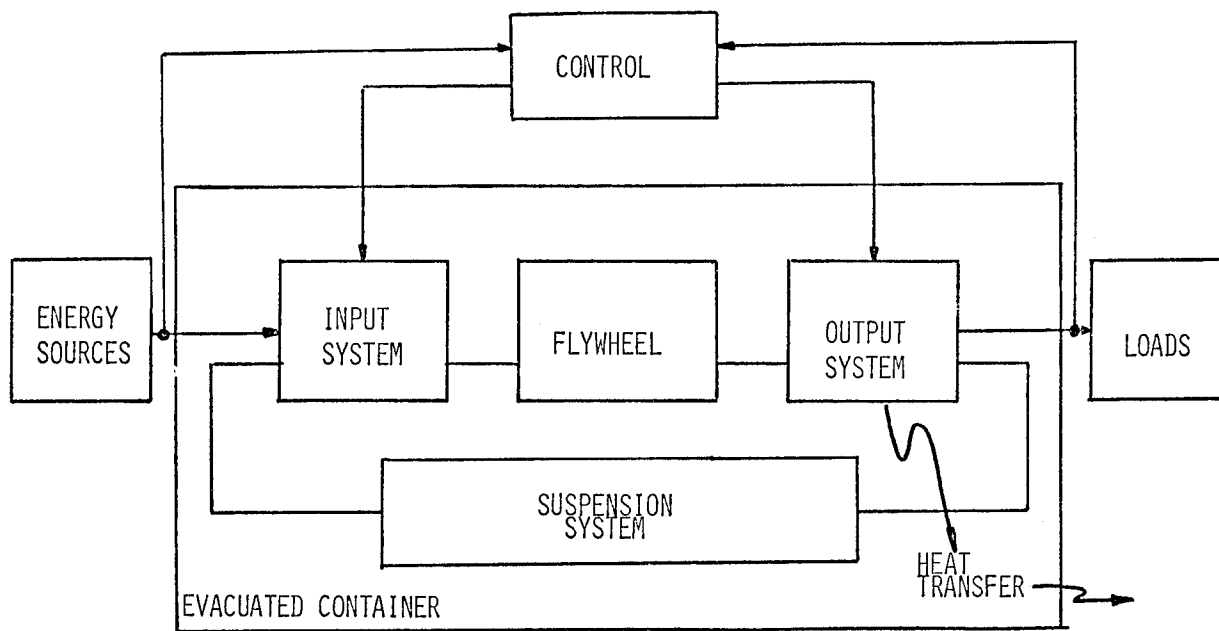 CONTROL
ENERGY
SOURCES
INPUT
SYSTEM
FLYWHEEL
OUTPUT
SYSTEM
LOADS
SUSPENSION
SYSTEM
HEAT
TRANSFER
EVACUATED CONTAINER